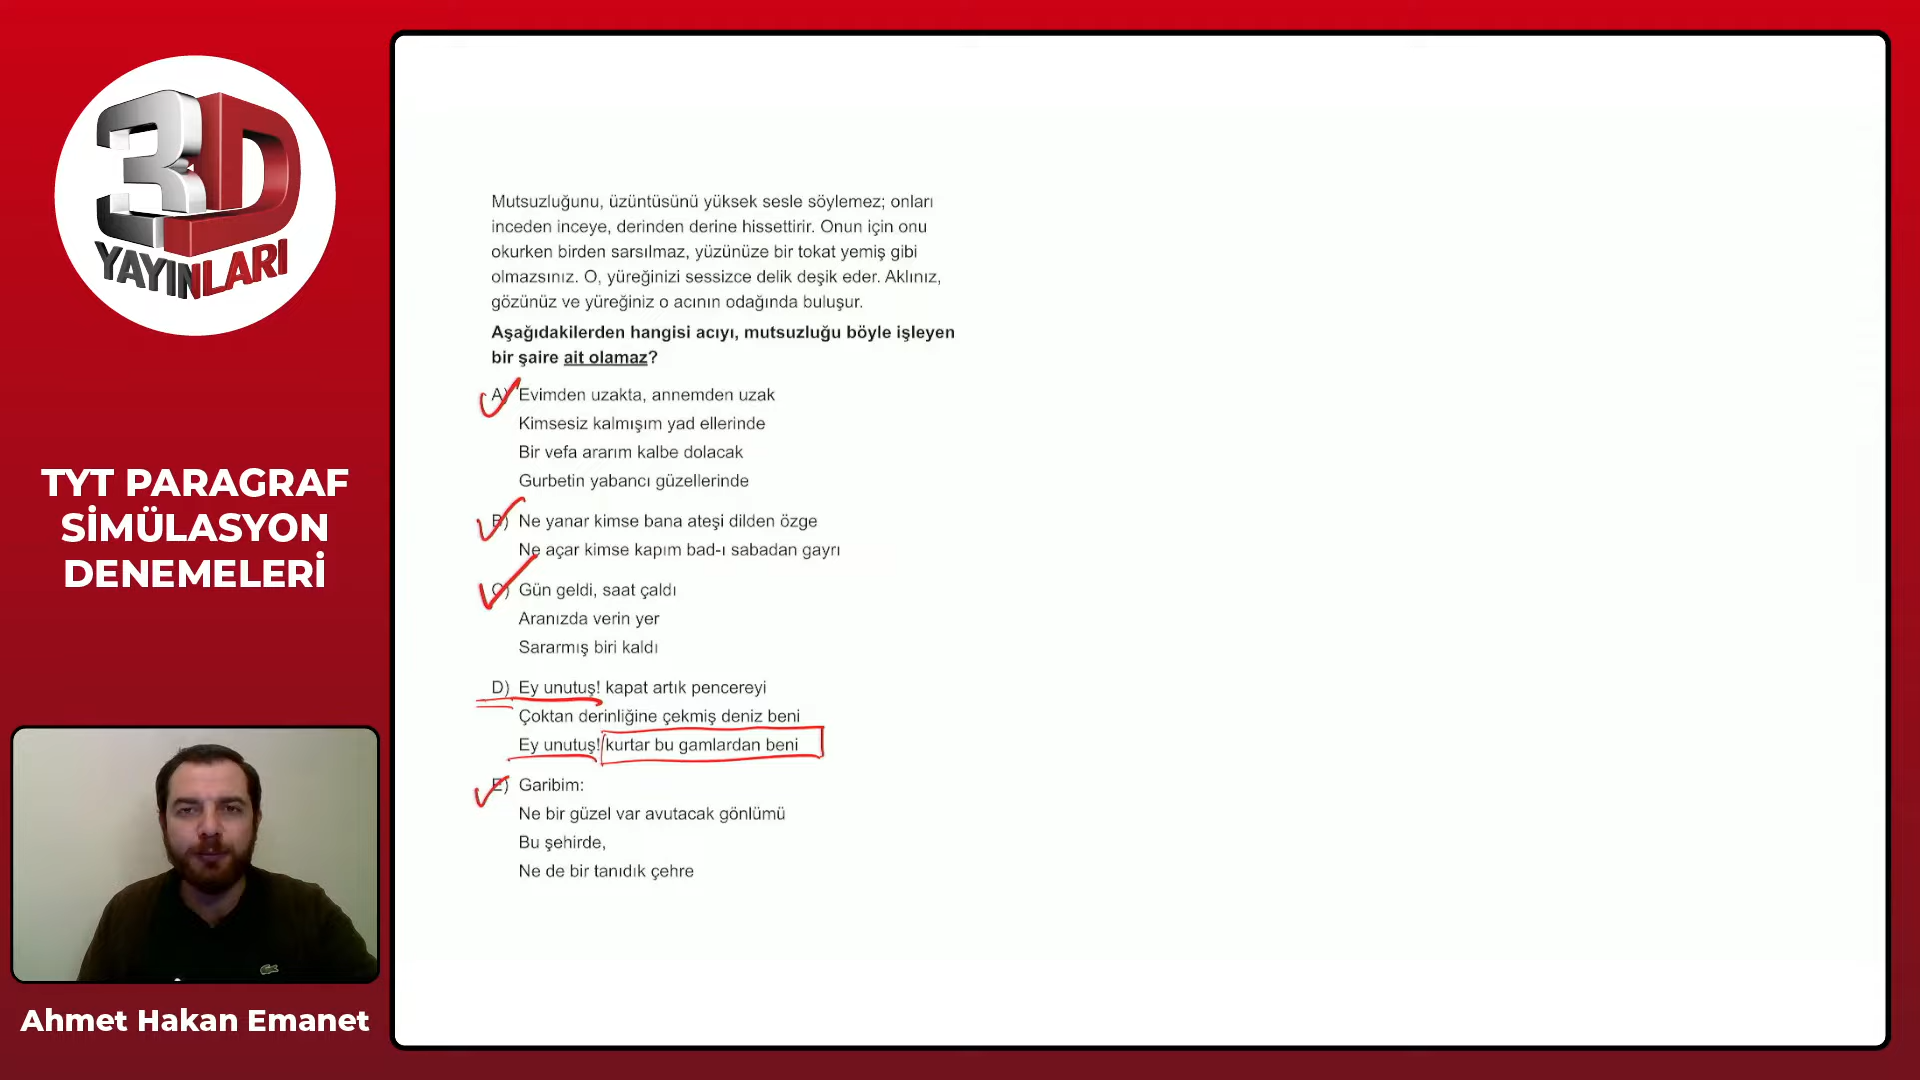 3D
YAYINLARI
TYT PARAGRAF
SİMÜLASYON
DENEMELERİ
Ahmet Hakan Emanet
Mutsuzluğunu, üzüntüsünü yüksek sesle söylemez; onları
inceden inceye, derinden derine hissettirir. Onun için onu
okurken birden sarsılmaz, yüzünüze bir tokat yemiş gibi
olmazsınız. O, yüreğinizi sessizce delik deşik eder. Aklınız,
gözünüz ve yüreğiniz o acının odağında buluşur.
Aşağıdakilerden hangisi acıyı, mutsuzluğu böyle işleyen
bir şaire ait olamaz?
A) Evimden uzakta, annemden uzak
Kimsesiz kalmışım yad ellerinde
Bir vefa ararım kalbe dolacak
Gurbetin yabancı güzellerinde
B) Ne yanar kimse bana ateşi dilden özge
Ne açar kimse kapım bad-ı sabadan gayrı
C) Gün geldi, saat çaldı
Aranızda verin yer
Sararmış biri kaldı
D) Ey unutuş! kapat artık pencereyi
Çoktan derinliğine çekmiş deniz beni
Ey unutuş! kurtar bu gamlardan beni
E) Garibim:
Ne bir güzel var avutacak gönlümü
Bu şehirde,
Ne de bir tanıdık çehre